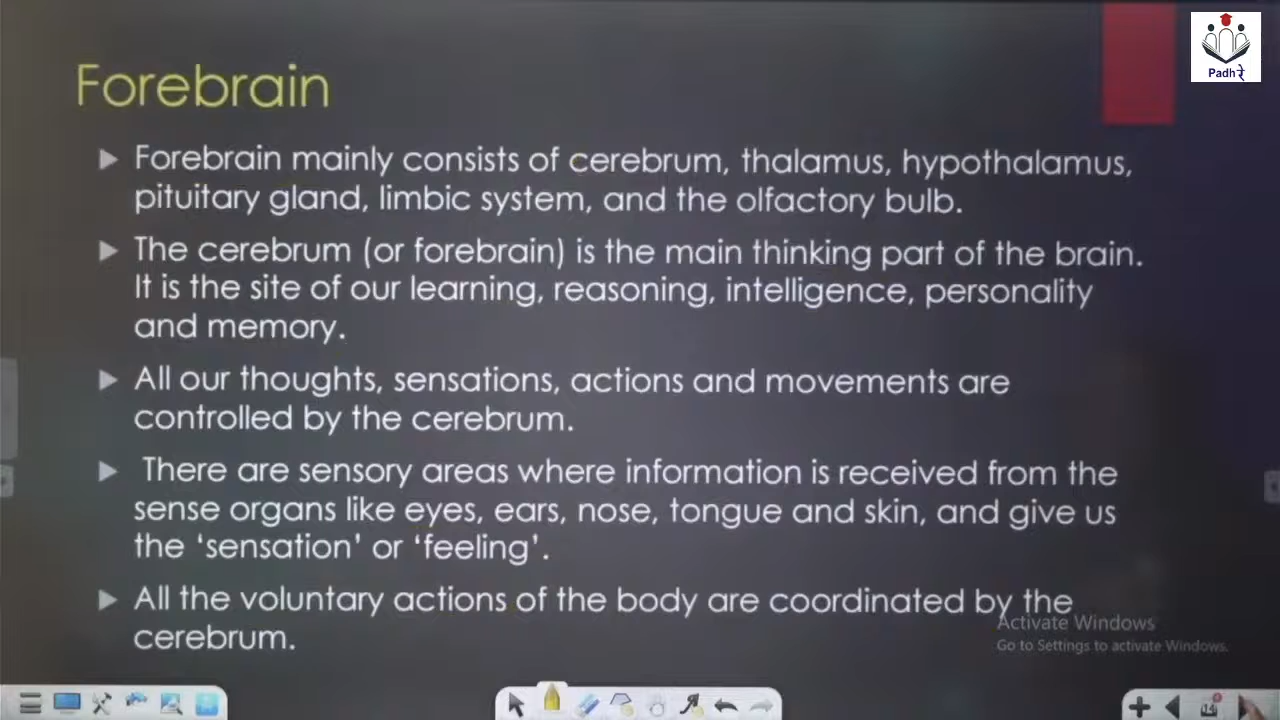 Padhरे
Forebrain
Forebrain mainly consists of cerebrum, thalamus, hypothalamus,
pituitary gland, limbic system, and the olfactory bulb.
The cerebrum (or forebrain) is the main thinking part of the brain.
It is the site of our learning, reasoning, intelligence, personality
and memory.
All our thoughts, sensations, actions and movements are
controlled by the cerebrum.
There are sensory areas where information is received from the
sense organs like eyes, ears, nose, tongue and skin, and give us
the ‘sensation’ or ‘feeling’.
All the voluntary actions of the body are coordinated by the
cerebrum.
Activate Windows
Go to Settings to activate Windows.